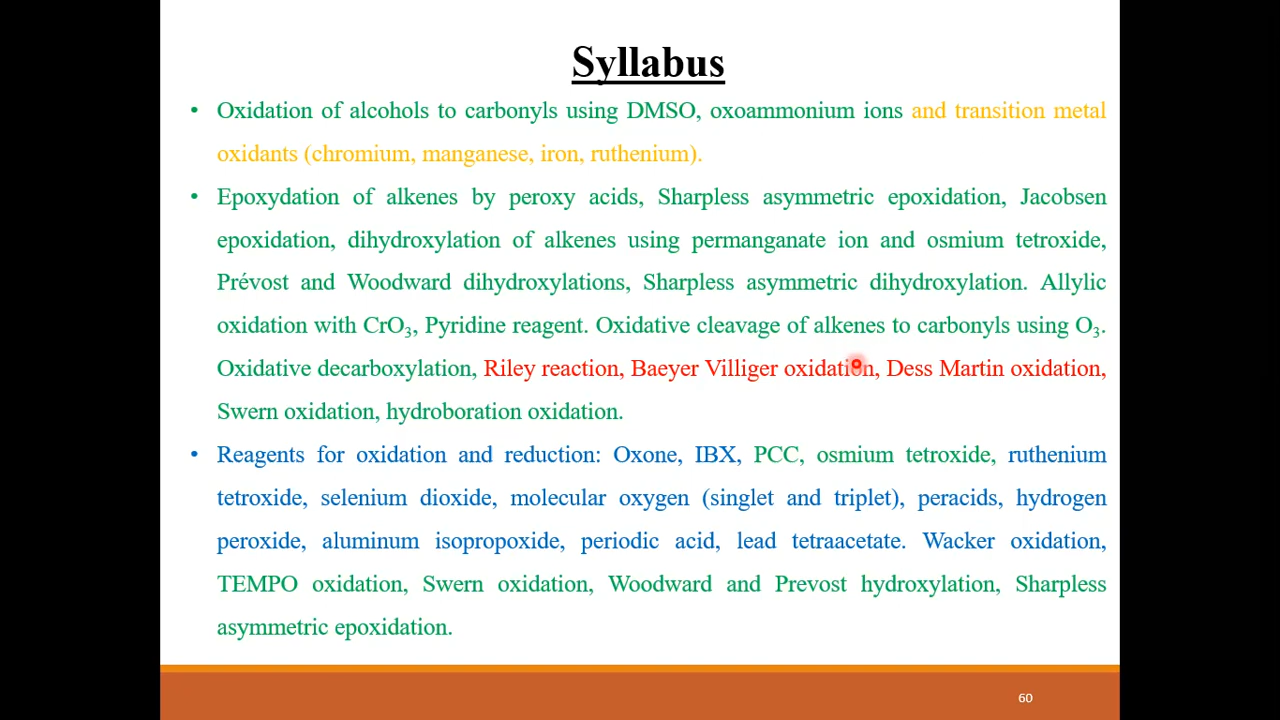 Syllabus
• Oxidation of alcohols to carbonyls using DMSO, oxoammonium ions and transition metal
oxidants (chromium, manganese, iron, ruthenium).
• Epoxydation of alkenes by peroxy acids, Sharpless asymmetric epoxidation, Jacobsen
epoxidation, dihydroxylation of alkenes using permanganate ion and osmium tetroxide,
Prévost and Woodward dihydroxylations, Sharpless asymmetric dihydroxylation. Allylic
oxidation with CrO₃, Pyridine reagent. Oxidative cleavage of alkenes to carbonyls using O₃.
Oxidative decarboxylation, Riley reaction, Baeyer Villiger oxidation, Dess Martin oxidation,
Swern oxidation, hydroboration oxidation.
• Reagents for oxidation and reduction: Oxone, IBX, PCC, osmium tetroxide, ruthenium
tetroxide, selenium dioxide, molecular oxygen (singlet and triplet), peracids, hydrogen
peroxide, aluminum isopropoxide, periodic acid, lead tetraacetate. Wacker oxidation,
TEMPO oxidation, Swern oxidation, Woodward and Prevost hydroxylation, Sharpless
asymmetric epoxidation.
60